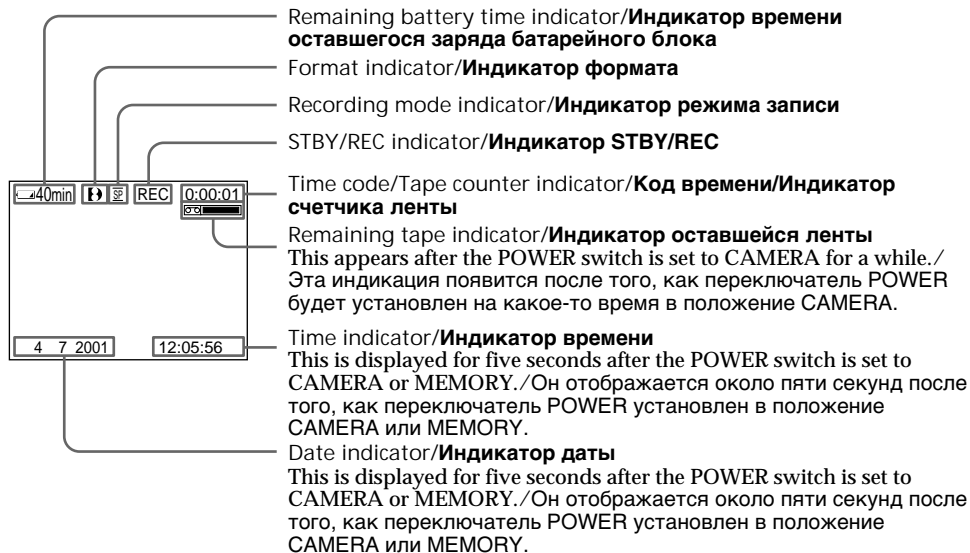 Remaining battery time indicator/Индикатор времени
оставшегося заряда батарейного блока
Format indicator/Индикатор формата
Recording mode indicator/Индикатор режима записи
STBY/REC indicator/Индикатор STBY/REC
40min SP REC 0:00:01
Time code/Tape counter indicator/Код времени/Индикатор
счетчика ленты
Remaining tape indicator/Индикатор оставшейся ленты
This appears after the POWER switch is set to CAMERA for a while./
Эта индикация появится после того, как переключатель POWER
будет установлен на какое-то время в положение CAMERA.
4 7 2001 12:05:56
Time indicator/Индикатор времени
This is displayed for five seconds after the POWER switch is set to
CAMERA or MEMORY./Он отображается около пяти секунд после
того, как переключатель POWER установлен в положение
CAMERA или MEMORY.
Date indicator/Индикатор даты
This is displayed for five seconds after the POWER switch is set to
CAMERA or MEMORY./Он отображается около пяти секунд после
того, как переключатель POWER установлен в положение
CAMERA или MEMORY.